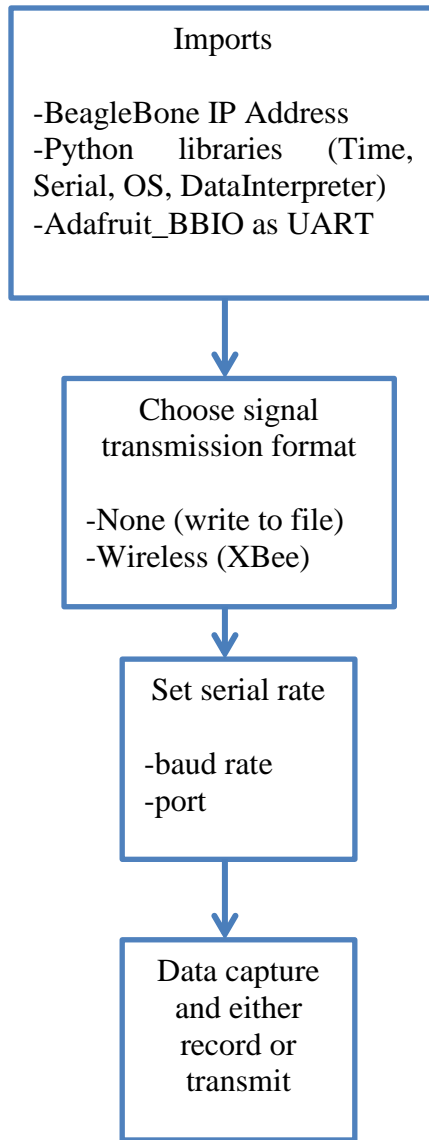 Imports
-BeagleBone IP Address
-Python libraries (Time,
Serial, OS, DataInterpreter)
-Adafruit_BBIO as UART
Choose signal
transmission format
-None (write to file)
-Wireless (XBee)
Set serial rate
-baud rate
-port
Data capture
and either
record or
transmit